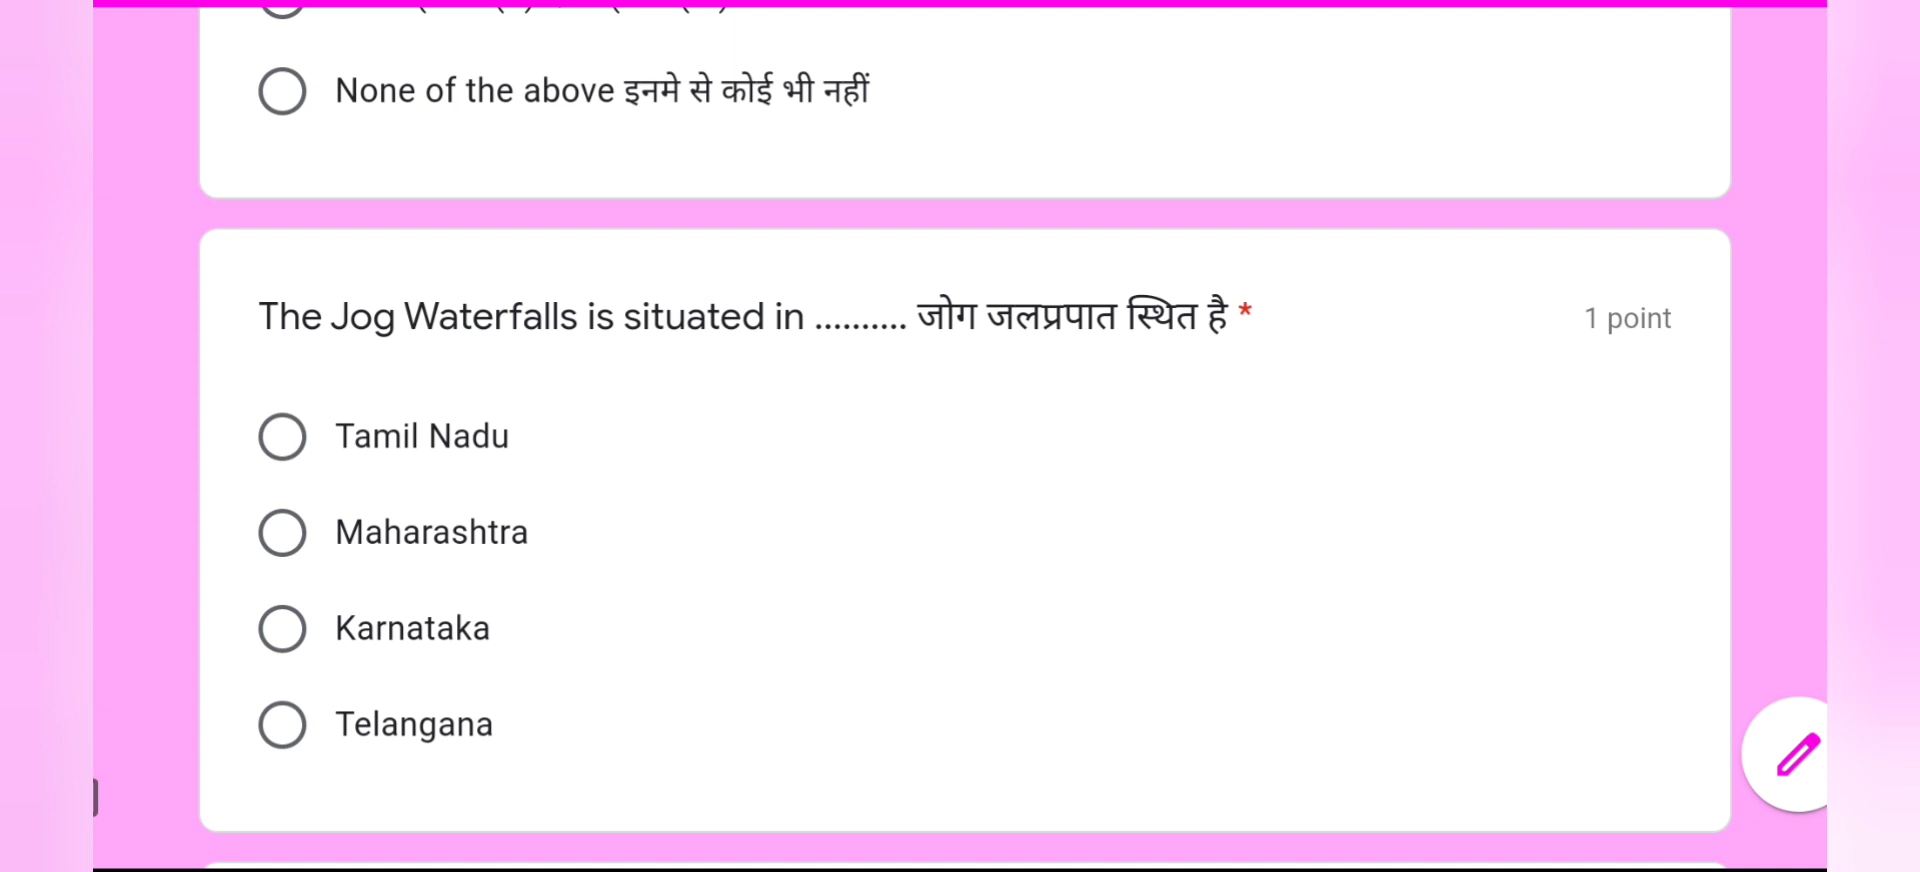 None of the above इनमे से कोई भी नहीं
The Jog Waterfalls is situated in .......... जोग जलप्रपात स्थित है *
1 point
Tamil Nadu
Maharashtra
Karnataka
Telangana